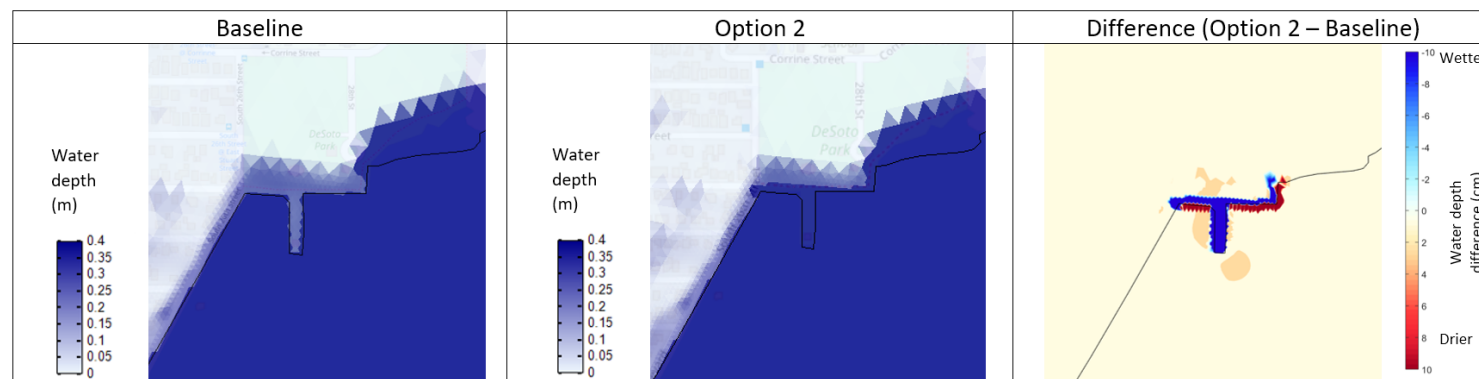 Baseline
Option 2
Difference (Option 2 – Baseline)
Corrine Street
South 26th Street
28th St
DeSoto
Park
Water
depth
(m)
0.4
0.35
0.3
0.25
0.2
0.15
0.1
0.05
0
Corrine Street
28th St
DeSoto
Park
reet
Water
depth
(m)
0.4
0.35
0.3
0.25
0.2
0.15
0.1
0.05
0
-10
-8
-6
-4
-2
0
2
4
6
8
10
Wette
Drier
Water depth
difference (cm)